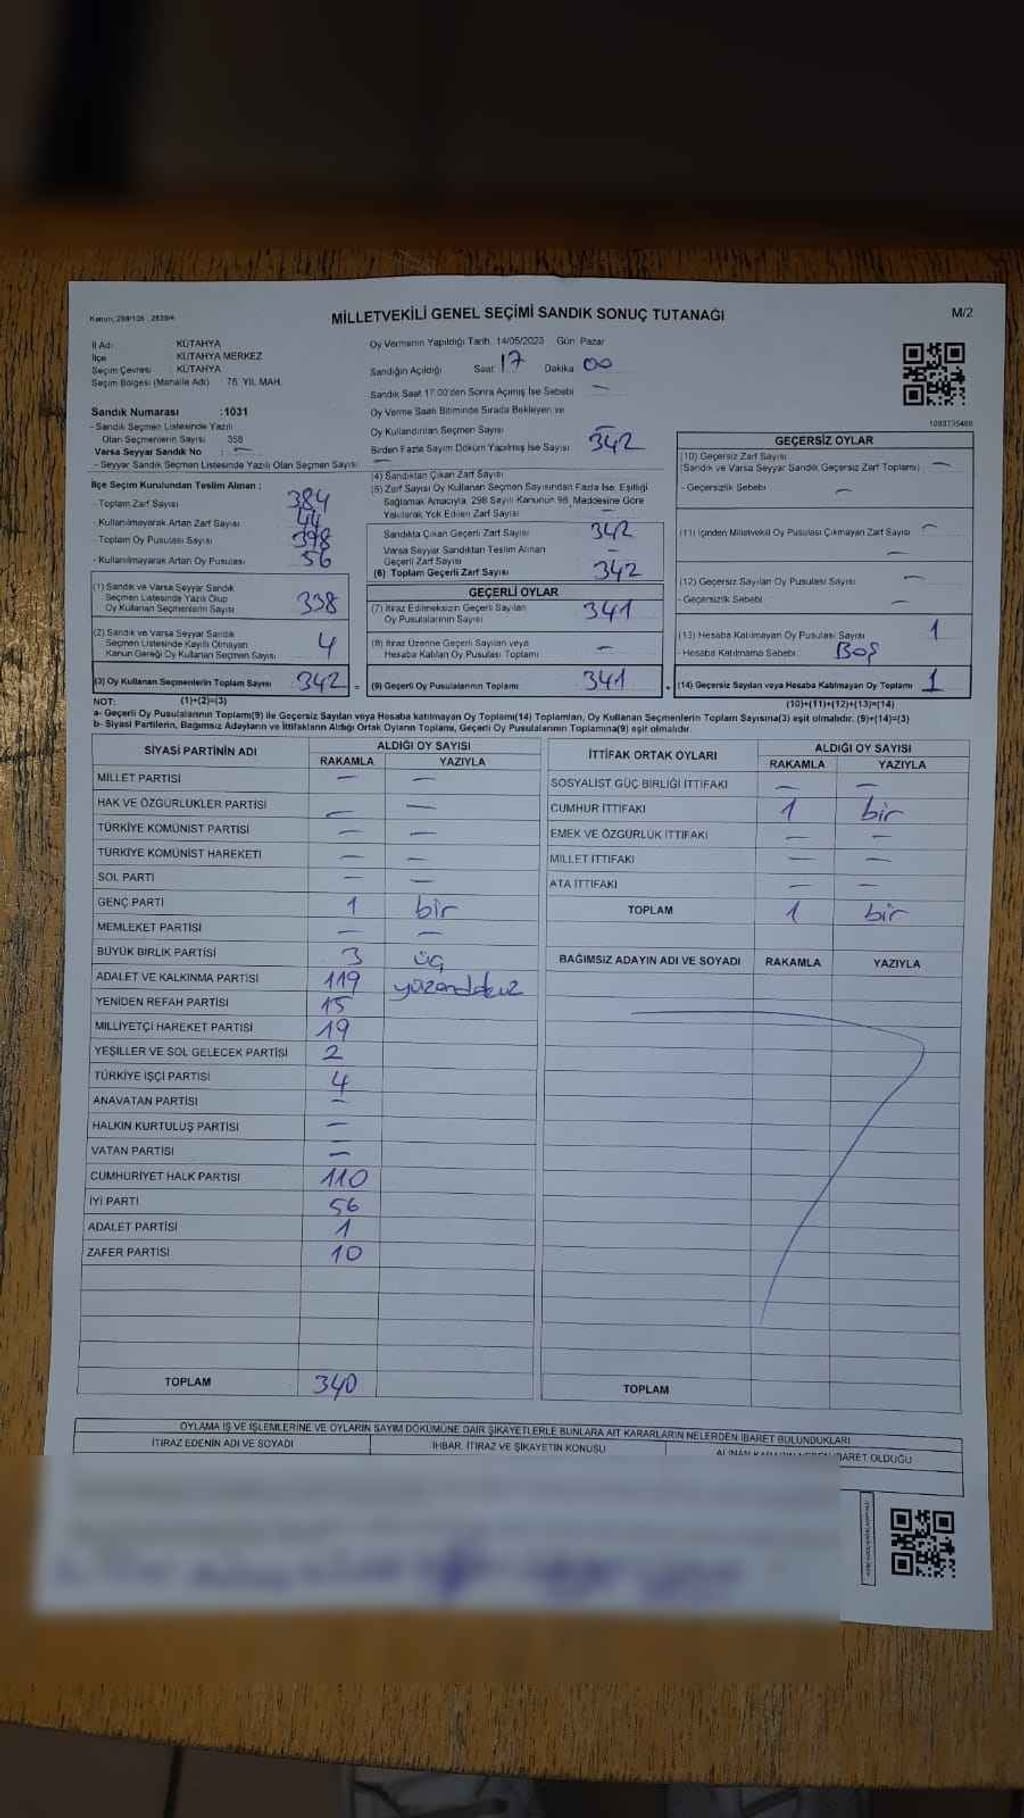 Kanun, 298/105 ; 2839/4
MİLLETVEKİLİ GENEL SEÇİMİ SANDIK SONUÇ TUTANAĞI
M/2
İl Adı KÜTAHYA
İlçe KÜTAHYA MERKEZ
Seçim Çevresi KÜTAHYA
Seçim Bölgesi (Mahalle Adı) 75. YIL MAH.
Oy Vermenin Yapıldığı Tarih: 14/05/2023 Gün: Pazar
Sandığın Açıldığı Saat 17 Dakika 00
Sandık Saat 17.00'den Sonra Açılmış İse Sebebi —
Sandık Numarası :1031
- Sandık Seçmen Listesinde Yazılı
Olan Seçmenlerin Sayısı 358
Varsa Seyyar Sandık No : —
- Seyyar Sandık Seçmen Listesinde Yazılı Olan Seçmen Sayısı
Oy Verme Saati Bitiminde Sırada Bekleyen ve
Oy Kullandırılan Seçmen Sayısı —
Birden Fazla Sayım Döküm Yapılmış İse Sayısı
342
İlçe Seçim Kurulundan Teslim Alınan :
- Toplam Zarf Sayısı 384
- Kullanılmayarak Artan Zarf Sayısı 44
- Toplam Oy Pusulası Sayısı 398
- Kullanılmayarak Artan Oy Pusulası 56
(4) Sandıktan Çıkan Zarf Sayısı
(5) Zarf Sayısı Oy Kullanan Seçmen Sayısından Fazla İse, Eşitliği
Sağlamak Amacıyla, 298 Sayılı Kanunun 98. Maddesine Göre
Yakılarak Yok Edilen Zarf Sayısı —
Sandıkta Çıkan Geçerli Zarf Sayısı 342
Varsa Seyyar Sandıktan Teslim Alınan
Geçerli Zarf Sayısı —
(6) Toplam Geçerli Zarf Sayısı 342
1093735460
GEÇERSİZ OYLAR
(10) Geçersiz Zarf Sayısı
(Sandık ve Varsa Seyyar Sandık Geçersiz Zarf Toplamı) —
- Geçersizlik Sebebi —
(11) İçinden Milletvekili Oy Pusulası Çıkmayan Zarf Sayısı —
—
(12) Geçersiz Sayılan Oy Pusulası Sayısı —
- Geçersizlik Sebebi —
(13) Hesaba Katılmayan Oy Pusulası Sayısı 1
- Hesaba Katılmama Sebebi Boş
(14) Geçersiz Sayılan veya Hesaba Katılmayan Oy Toplamı 1
(10)+(11)+(12)+(13)=(14)
(1) Sandık ve Varsa Seyyar Sandık
Seçmen Listesinde Yazılı Olup
Oy Kullanan Seçmenlerin Sayısı 338
(2) Sandık ve Varsa Seyyar Sandık
Seçmen Listesinde Kayıtlı Olmayan
Kanun Gereği Oy Kullanan Seçmen Sayısı 4
(3) Oy Kullanan Seçmenlerin Toplam Sayısı 342 =
(1)+(2)=(3)
GEÇERLİ OYLAR
(7) İtiraz Edilmeksizin Geçerli Sayılan
Oy Pusulalarının Sayısı 341
(8) İtiraz Üzerine Geçerli Sayılan veya
Hesaba Katılan Oy Pusulası Toplamı —
(9) Geçerli Oy Pusulalarının Toplamı 341 +
NOT:
a- Geçerli Oy Pusulalarının Toplamı(9) ile Geçersiz Sayılan veya Hesaba katılmayan Oy Toplamı(14) Toplamları, Oy Kullanan Seçmenlerin Toplam Sayısına(3) eşit olmalıdır. (9)+(14)=(3)
b- Siyasi Partilerin, Bağımsız Adayların ve İttifakların Aldığı Ortak Oyların Toplamı, Geçerli Oy Pusulalarının Toplamına(9) eşit olmalıdır.
SİYASİ PARTİNİN ADI ALDIĞI OY SAYISI
RAKAMLA YAZIYLA
MİLLET PARTİSİ — —
HAK VE ÖZGÜRLÜKLER PARTİSİ — —
TÜRKİYE KOMÜNİST PARTİSİ — —
TÜRKİYE KOMÜNİST HAREKETİ — —
SOL PARTİ — —
GENÇ PARTİ 1 bir
MEMLEKET PARTİSİ — —
BÜYÜK BİRLİK PARTİSİ 3 üç
ADALET VE KALKINMA PARTİSİ 119 yüzondokuz
YENİDEN REFAH PARTİSİ 15
MİLLİYETÇİ HAREKET PARTİSİ 19
YEŞİLLER VE SOL GELECEK PARTİSİ 2
TÜRKİYE İŞÇİ PARTİSİ 4
ANAVATAN PARTİSİ —
HALKIN KURTULUŞ PARTİSİ —
VATAN PARTİSİ —
CUMHURİYET HALK PARTİSİ 110
İYİ PARTİ 56
ADALET PARTİSİ 1
ZAFER PARTİSİ 10
TOPLAM 340
İTTİFAK ORTAK OYLARI ALDIĞI OY SAYISI
RAKAMLA YAZIYLA
SOSYALİST GÜÇ BİRLİĞİ İTTİFAKI — —
CUMHUR İTTİFAKI 1 bir
EMEK VE ÖZGÜRLÜK İTTİFAKI — —
MİLLET İTTİFAKI — —
ATA İTTİFAKI — —
TOPLAM 1 bir
BAĞIMSIZ ADAYIN ADI VE SOYADI RAKAMLA YAZIYLA
TOPLAM
OYLAMA İŞ VE İŞLEMLERİNE VE OYLARIN SAYIM DÖKÜMÜNE DAİR ŞİKAYETLERLE BUNLARA AİT KARARLARIN NELERDEN İBARET BULUNDUKLARI
İTİRAZ EDENİN ADI VE SOYADI İHBAR, İTİRAZ VE ŞİKAYETİN KONUSU İBARET OLDUĞU